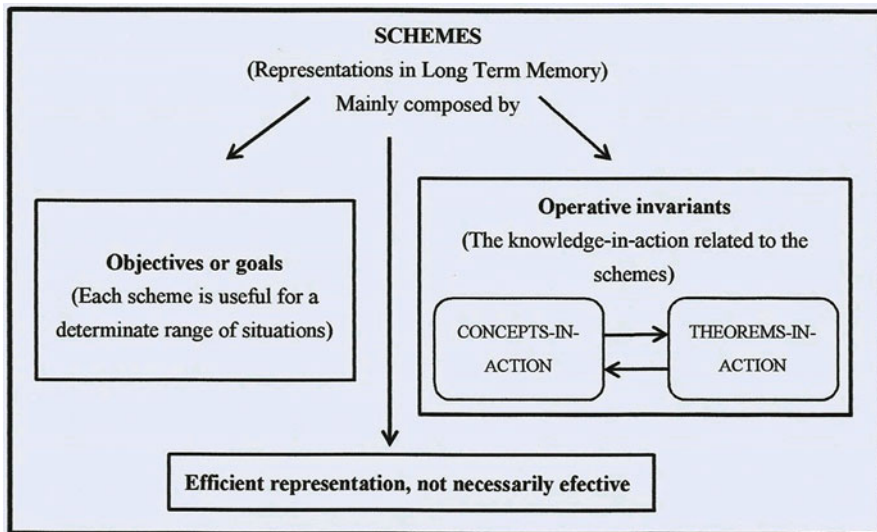 SCHEMES
(Representations in Long Term Memory)
Mainly composed by
Objectives or goals
(Each scheme is useful for a
determinate range of situations)
Operative invariants
(The knowledge-in-action related to the
schemes)
CONCEPTS-IN-
ACTION
THEOREMS-IN-
ACTION
Efficient representation, not necessarily efective